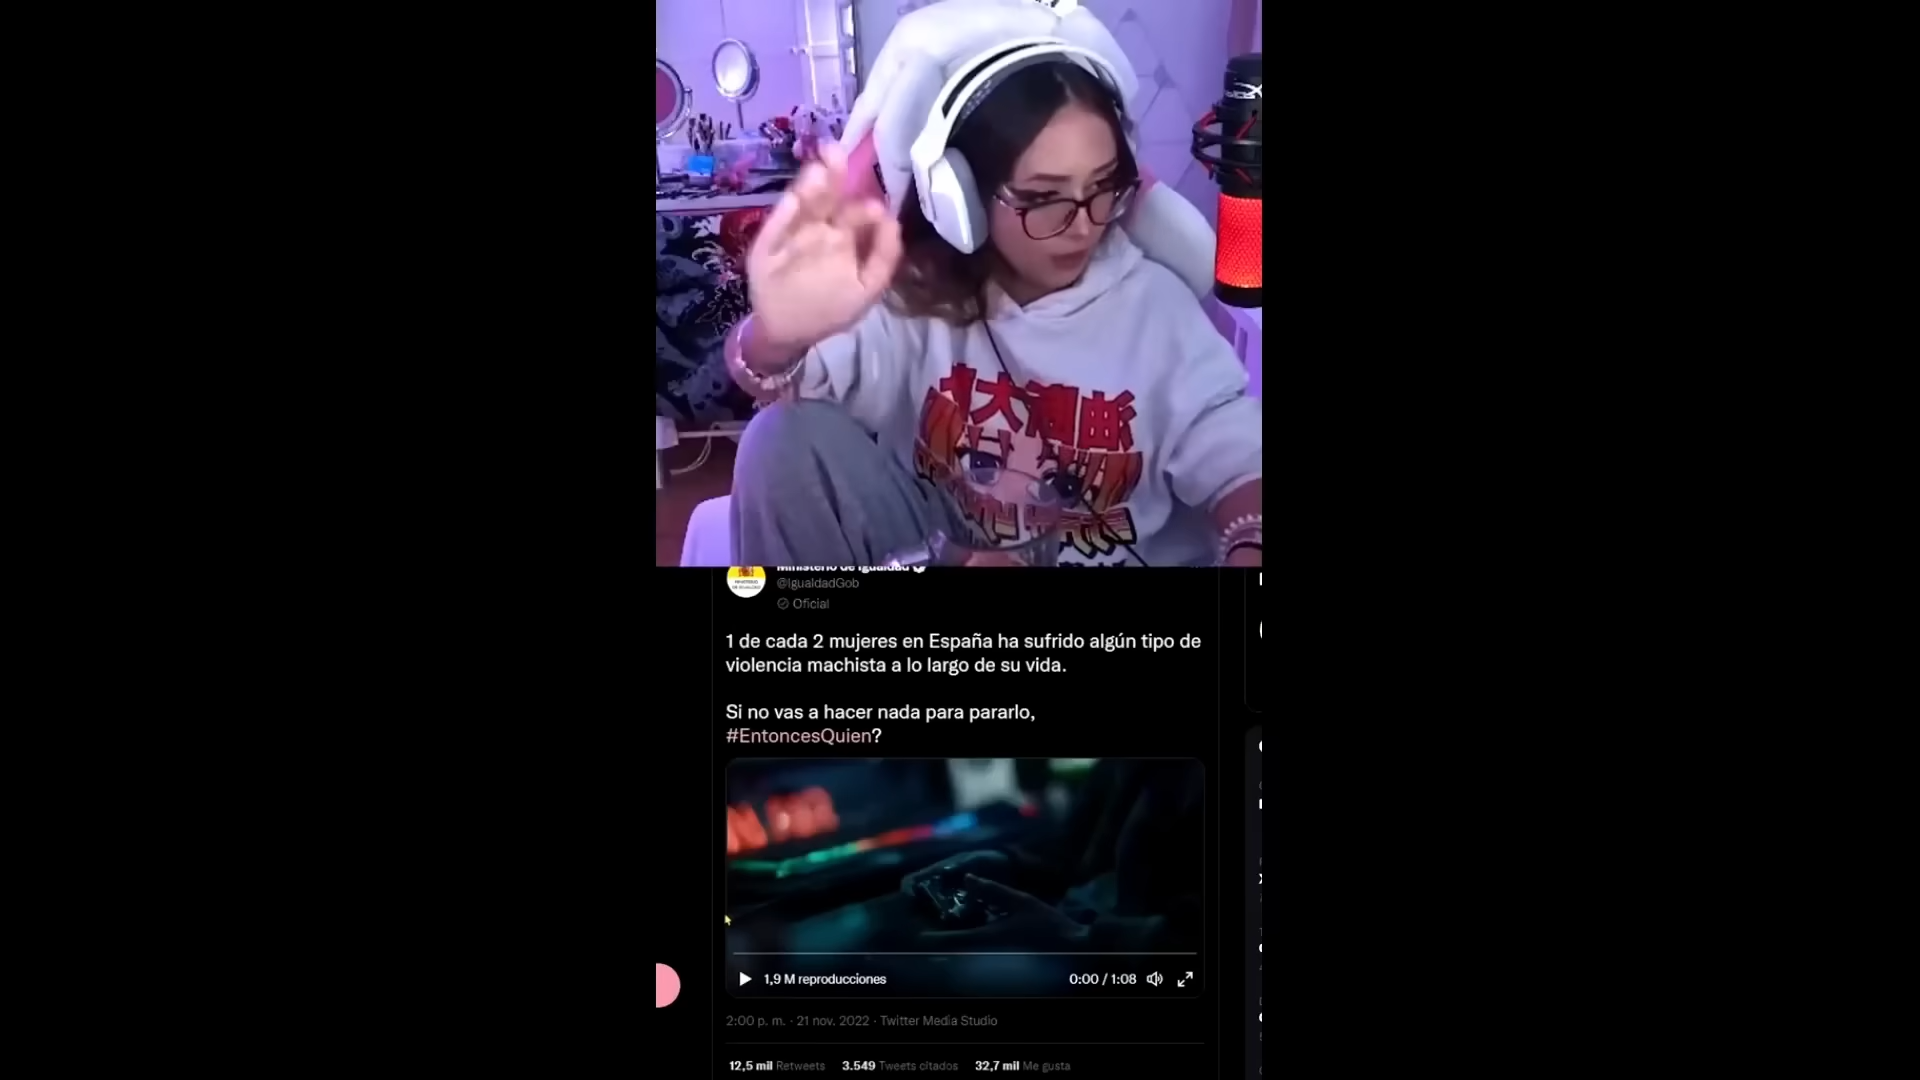 Ministerio de Igualdad
@IgualdadGob
Oficial
1 de cada 2 mujeres en España ha sufrido algún tipo de
violencia machista a lo largo de su vida.
Si no vas a hacer nada para pararlo,
#EntoncesQuien?
1,9 M reproducciones
0:00 / 1:08
2:00 p. m. · 21 nov. 2022 · Twitter Media Studio
12,5 mil Retweets 3.549 Tweets citados 32,7 mil Me gusta